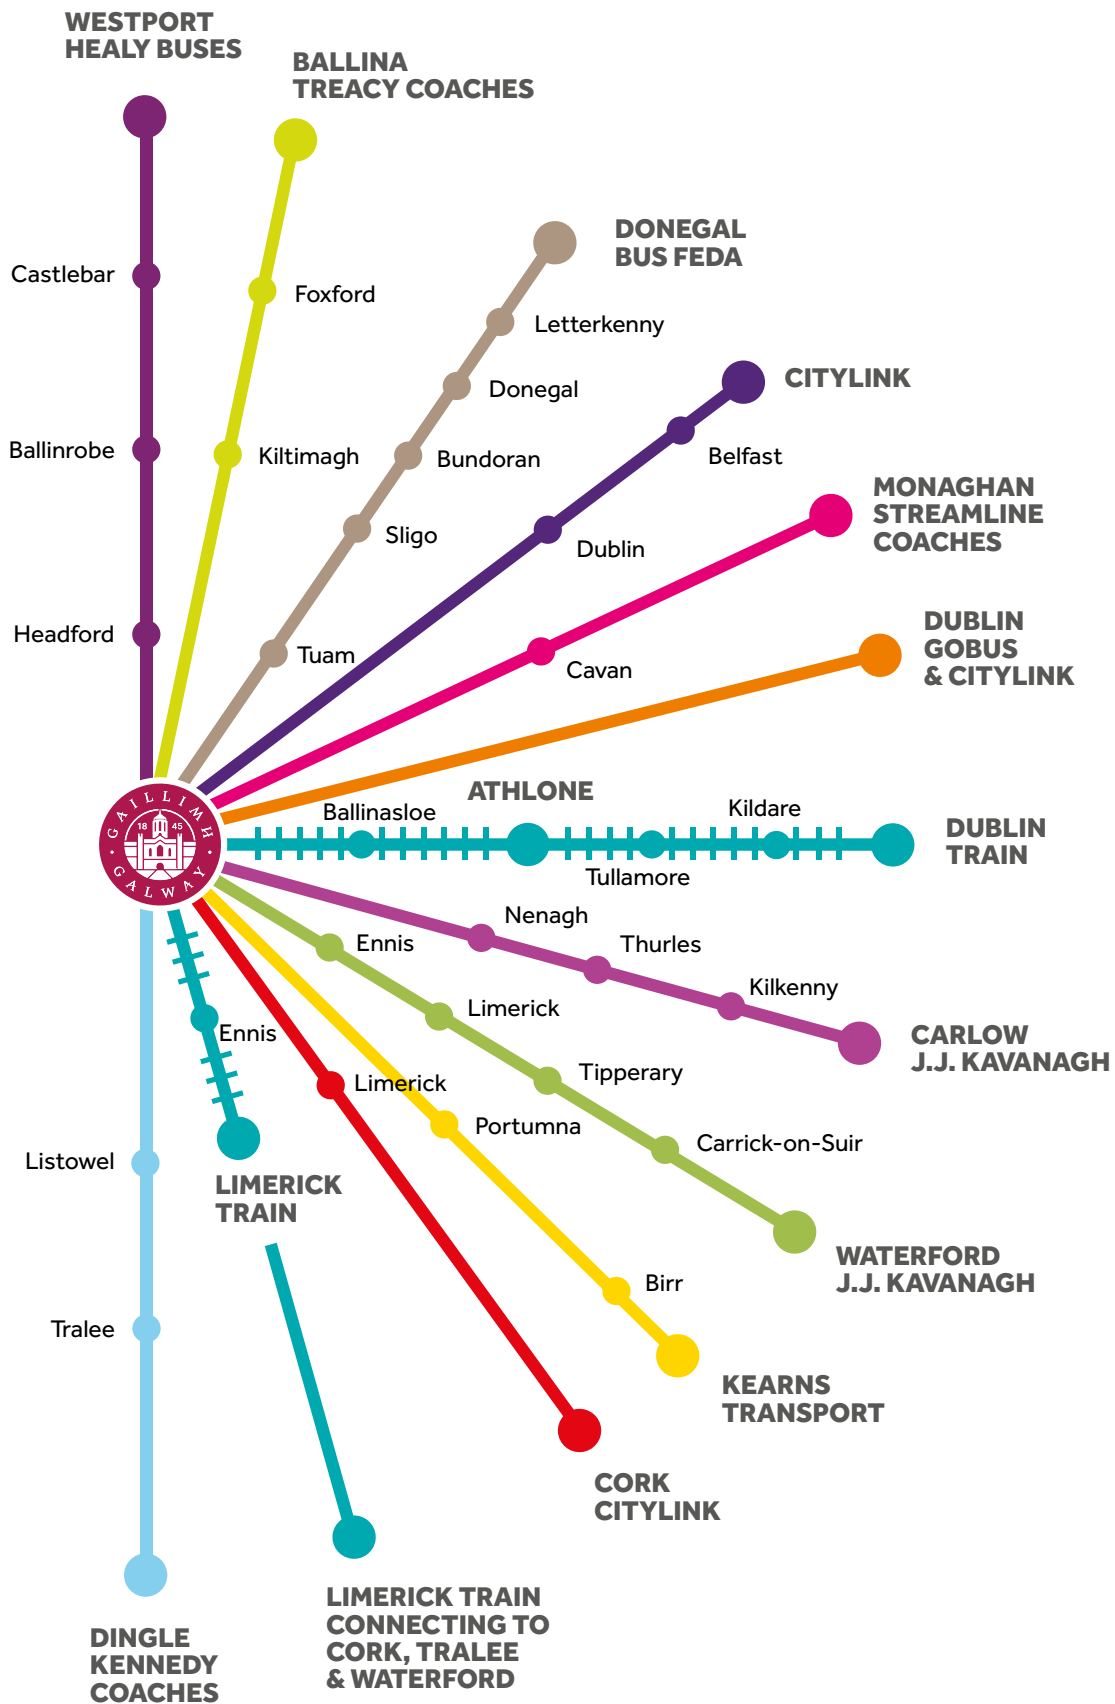 WESTPORT
HEALY BUSES
BALLINA
TREACY COACHES
DONEGAL
BUS FEDA
Castlebar
Foxford
Letterkenny
CITYLINK
Donegal
Ballinrobe
Kiltimagh
Bundoran
Belfast
MONAGHAN
STREAMLINE
COACHES
Sligo
Dublin
Headford
Tuam
Cavan
DUBLIN
GOBUS
& CITYLINK
ATHLONE
Ballinasloe
Kildare
GAILLIMH
18 45
GALWAY
DUBLIN
TRAIN
Tullamore
Nenagh
Thurles
Kilkenny
CARLOW
J.J. KAVANAGH
Ennis
Limerick
Tipperary
Carrick-on-Suir
WATERFORD
J.J. KAVANAGH
Ennis
Limerick
Portumna
Birr
KEARNS
TRANSPORT
Listowel
LIMERICK
TRAIN
Tralee
CORK
CITYLINK
LIMERICK TRAIN
CONNECTING TO
CORK, TRALEE
& WATERFORD
DINGLE
KENNEDY
COACHES